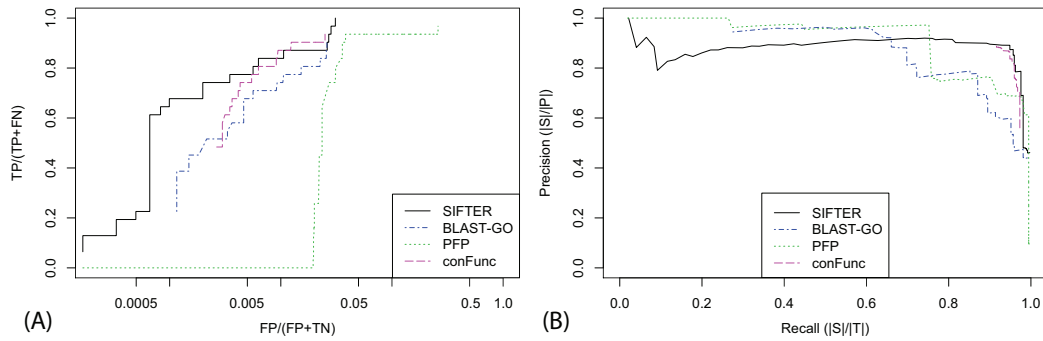 TP/(TP+FN)
1.0
0.8
0.6
0.4
0.2
0.0
SIFTER
BLAST-GO
PFP
conFunc
0.0005 0.005 0.05 0.5 1.0
FP/(FP+TN)
(A)
Precision (|S|/|P|)
1.0
0.8
0.6
0.4
0.2
0.0
SIFTER
BLAST-GO
PFP
conFunc
0.0 0.2 0.4 0.6 0.8 1.0
Recall (|S|/|T|)
(B)